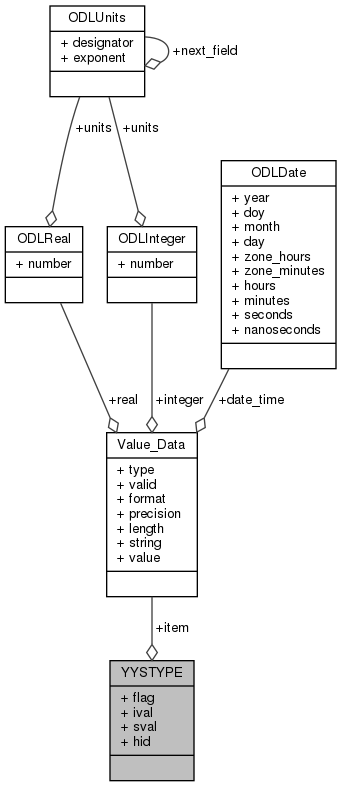 ODLUnits
+ designator
+ exponent
+next_field
+units
+units
ODLDate
+ year
+ doy
+ month
+ day
+ zone_hours
+ zone_minutes
+ hours
+ minutes
+ seconds
+ nanoseconds
ODLReal
+ number
ODLInteger
+ number
+real
+integer
+date_time
Value_Data
+ type
+ valid
+ format
+ precision
+ length
+ string
+ value
+item
YYSTYPE
+ flag
+ ival
+ sval
+ hid